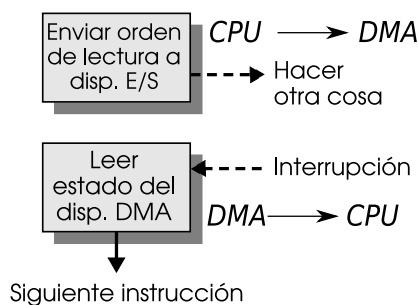 Enviar orden
de lectura a
disp. E/S
CPU → DMA
Hacer
otra cosa
Leer
estado del
disp. DMA
Interrupción
DMA → CPU
Siguiente instrucción